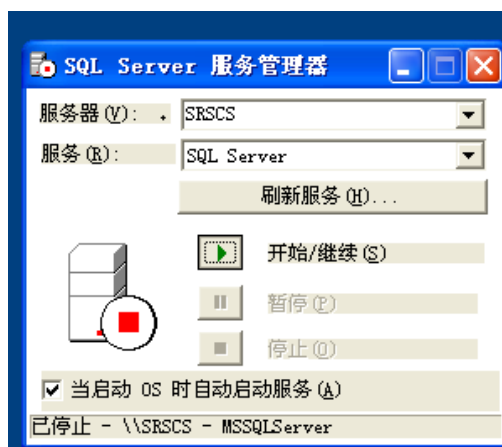 SQL Server 服务管理器
服务器(V): SRSCS
服务(R): SQL Server
刷新服务(H)...
开始/继续(S)
暂停(P)
停止(O)
当启动 OS 时自动启动服务(A)
已停止 - \\SRSCS - MSSQLServer